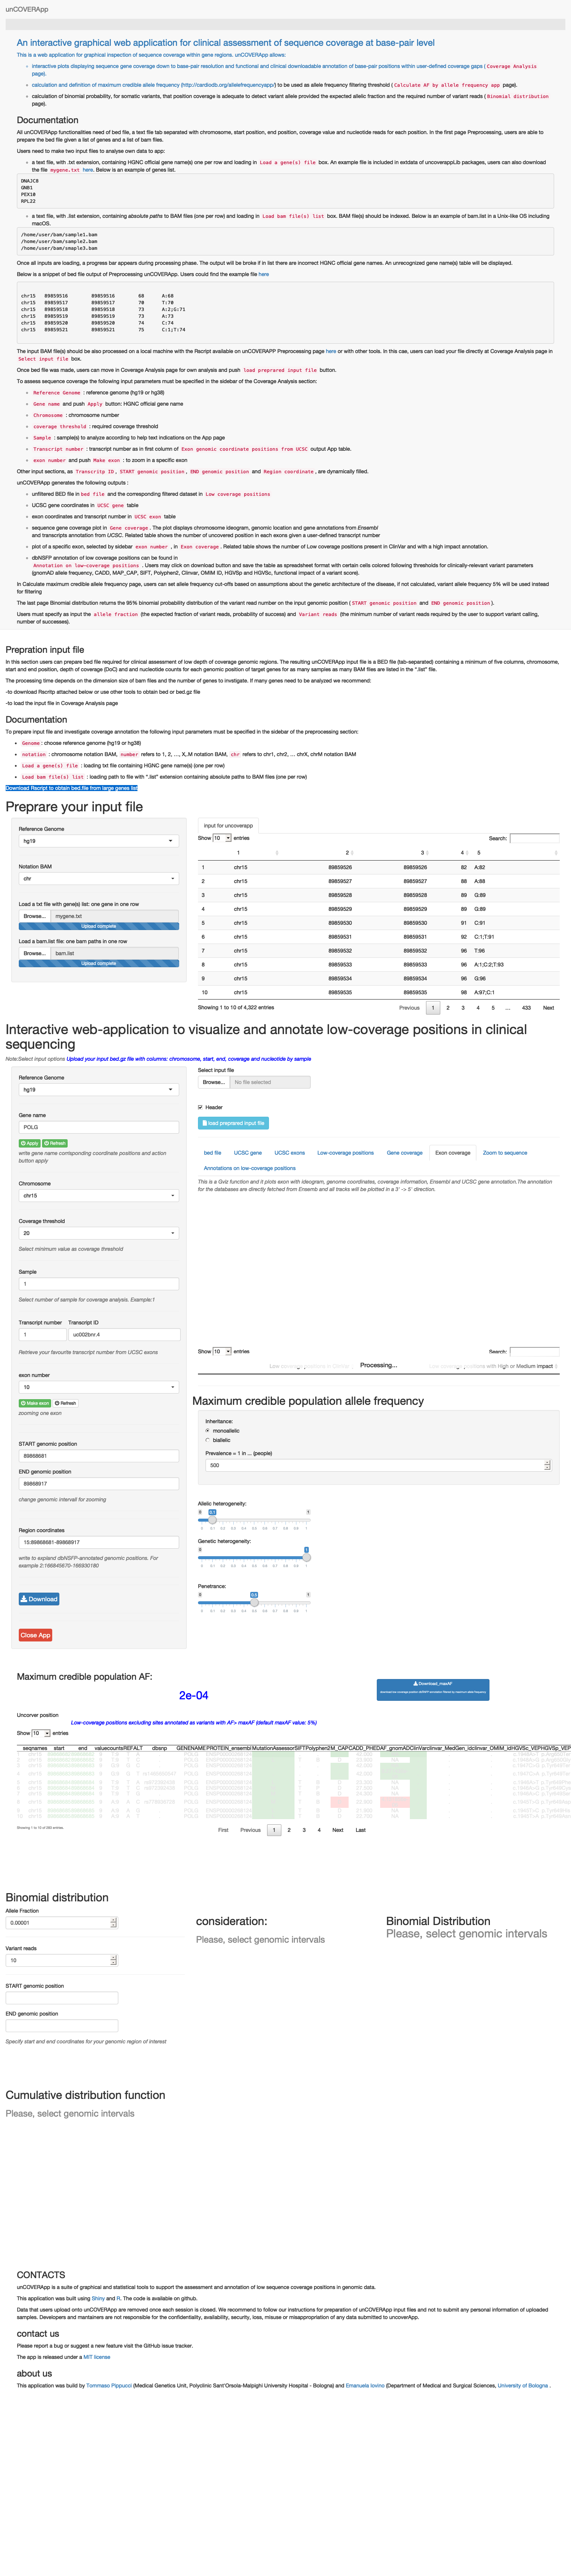 unCOVERApp
An interactive graphical web application for clinical assessment of sequence coverage at base-pair level
This is a web application for graphical inspection of sequence coverage within gene regions. unCOVERApp allows:
interactive plots displaying sequence gene coverage down to base-pair resolution and functional and clinical downloadable annotation of base-positions within user-defined coverage gaps ( Coverage Analysis
page).
calculation and definition of maximum credible allele frequency (http://cardiodb.org/allelefrequencyapp/) to be used as allele frequency filtering threshold ( Calculate AF by allele frequency app page).
calculation of binomial probability, for somatic variants, that position coverage is adequate to detect variant allele provided the expected allelic fraction and the required number of variant reads ( Binomial distribution
page).
Documentation
All unCOVERApp functionalities need of bed file, a text file tab separated with chromosome, start position, end position, coverage value and nucleotide reads for each position. In the first page Preprocessing, users are able to
prepare the bed file given a list of genes and a list of bam files.
Users need to make two input files to analyse own data to app:
a text file, with .txt extension, containing HGNC official gene name(s) one per row and loading in Load a gene(s) file box. An example file is included in extdata of uncoverappLib packages, users can also download
the file mygene.txt here. Below is an example of genes list.
DNAJC8
GNB1
PEX10
RPL22
a text file, with .list extension, containing absolute paths to BAM files (one per row) and loading in Load bam file(s) list box. BAM file(s) should be indexed. Below is an example of bam.list in a Unix-like OS including
macOS.
/home/user/bam/sample1.bam
/home/user/bam/sample2.bam
/home/user/bam/smaple3.bam
Once all inputs are loading, a progress bar appears during processing phase. The output will be broke if in list there are incorrect HGNC official gene names. An unrecognized gene name(s) table will be displayed.
Below is a snippet of bed file output of Preprocessing unCOVERApp. Users could find the example file here
chr15 89859516 89859516 68 A:68
chr15 89859517 89859517 70 T:70
chr15 89859518 89859518 73 A:2;G:71
chr15 89859519 89859519 73 A:73
chr15 89859520 89859520 74 C:74
chr15 89859521 89859521 75 C:1;T:74
The input BAM file(s) should be also processed on a local machine with the Rscript available on unCOVERAPP Preprocessing page here or with other tools. In this cae, users can load your file directly at Coverage Analysis page in
Select input file box.
Once bed file was made, users can move in Coverage Analysis page for own analysis and push load preprared input file button.
To assess sequence coverage the following input parameters must be specified in the sidebar of the Coverage Analysis section:
Reference Genome : reference genome (hg19 or hg38)
Gene name and push Apply button: HGNC official gene name
Chromosome : chromosome number
coverage threshold : required coverage threshold
Sample : sample(s) to analyze according to help text indications on the App page
Transcript number : transcript number as in first column of Exon genomic coordinate positions from UCSC output App table.
exon number and push Make exon : to zoom in a specific exon
Other input sections, as Transcritp ID, START genomic position, END genomic position and Region coordinate, are dynamically filled.
unCOVERApp generates the following outputs :
unfiltered BED file in bed file and the corresponding filtered dataset in Low coverage positions
UCSC gene coordinates in UCSC gene table
exon coordinates and transcript number in UCSC exon table
sequence gene coverage plot in Gene coverage. The plot displays chromosome ideogram, genomic location and gene annotations from Ensembl
and transcripts annotation from UCSC. Related table shows the number of uncovered position in each exons given a user-defined transcript number
plot of a specific exon, selected by sidebar exon number , in Exon coverage. Related table shows the number of Low coverage positions present in ClinVar and with a high impact annotation.
dbNSFP annotation of low coverage positions can be found in
Annotation on low-coverage positions . Users may click on download button and save the table as spreadsheet format with certain cells colored following thresholds for clinically-relevant variant parameters
(gnomAD allele frequency, CADD, MAP_CAP, SIFT, Polyphen2, Clinvar, OMIM ID, HGVSp and HGVSc, functional impact of a variant score).
In Calculate maximum credible allele frequency page, users can set allele frequency cut-offs based on assumptions about the genetic architecture of the disease, if not calculated, variant allele frequency 5% will be used instead
for filtering
The last page Binomial distribution returns the 95% binomial probability distribution of the variant read number on the input genomic position ( START genomic position and END genomic position).
Users must specify as input the allele fraction (the expected fraction of variant reads, probability of success) and Variant reads (the minimum number of variant reads required by the user to support variant calling,
number of successes).
Prepration input file
In this section users can prepare bed file required for clinical assessment of low depth of coverage genomic regions. The resulting unCOVERApp input file is a BED file (tab-separated) containing a minimum of five columns, chromosome,
start and end position, depth of coverage (DoC) and and nucleotide counts for each genomic position of target genes for as many samples as many BAM files are listed in the “.list” file.
The processing time depends on the dimension size of bam files and the number of genes to investigate. If many genes need to be analyzed we recommend:
-to download Rscritp attached below or use other tools to obtain bed or bed.gz file
-to load the input file in Coverage Analysis page
Documentation
To prepare input file and investigate coverage annotation the following input parameters must be specified in the sidebar of the preprocessing section:
Genome: choose reference genome (hg19 or hg38)
notation : chromosome notation BAM, number refers to 1, 2, ..., X,.M notation BAM, chr refers to chr1, chr2, ... chrX, chrM notation BAM
Load a gene(s) file : loading txt file containing HGNC gene name(s) (one per row)
Load bam file(s) list : loading path to file with ".list" extension containing absolute paths to BAM files (one per row)
Download Rscript to obtain bed.file from large genes list
Preprare your input file
Reference Genome
hg19
Notation BAM
chr
Load a txt file with gene(s) list: one gene in one row
Browse... mygene.txt
Upload complete
Load a bam.list file: one bam paths in one row
Browse... bam.list
Upload complete
input for uncoverapp
Show 10 entries Search:
1 2 3 4 5
1 chr15 89859526 89859526 82 A:82
2 chr15 89859527 89859527 88 A:88
3 chr15 89859528 89859528 89 G:89
4 chr15 89859529 89859529 89 G:89
5 chr15 89859530 89859530 91 C:91
6 chr15 89859531 89859531 92 C:1;T:91
7 chr15 89859532 89859532 96 T:96
8 chr15 89859533 89859533 96 A:1;C:2;T:93
9 chr15 89859534 89859534 96 G:96
10 chr15 89859535 89859535 98 A:97;C:1
Showing 1 to 10 of 4,322 entries Previous 1 2 3 4 5 ... 433 Next
Interactive web-application to visualize and annotate low-coverage positions in clinical
sequencing
Note:Select input options Upload your input bed.gz file with columns: chromosome, start, end, coverage and nucleotide by sample
Reference Genome
hg19
Gene name
POLG
Apply Refresh
write gene name corrisponding coordinate positions and action
button apply
Chromosome
chr15
Coverage threshold
20
Select minimum value as coverage threshold
Sample
1
Select number of sample for coverage analysis. Example:1
Transcript number Transcript ID
1 uc002bnr.4
Retrieve your favourite transcript number from UCSC exons
exon number
10
Make exon Refresh
zooming one exon
START genomic position
89868681
END genomic position
89868917
change genomic intervall for zooming
Region coordinates
15:89868681-89868917
write to expland dbNSFP-annotated genomic positions. For
example 2:166845670-166930180
Download
Close App
Select input file
Browse... No file selected
Header
load preprared input file
bed file UCSC gene UCSC exons Low-coverage positions Gene coverage Exon coverage Zoom to sequence
Annotations on low-coverage positions
This is a Gviz function and it plots exon with ideogram, genome coordinates, coverage information, Ensembl and UCSC gene annotation.The annotation
for the databases are directly fetched from Ensemb and all tracks will be plotted in a 3' -> 5' direction.
Show 10 entries Search:
Processing...
Maximum credible population allele frequency
Inheritance:
monoallelic
biallelic
Prevalence = 1 in ... (people)
500
Allelic heterogeneity:
0 0.1 1
0 0.1 0.2 0.3 0.4 0.5 0.6 0.7 0.8 0.9 1
Genetic heterogeneity:
0 1
0 0.1 0.2 0.3 0.4 0.5 0.6 0.7 0.8 0.9 1
Penetrance:
0 0.5 1
0 0.1 0.2 0.3 0.4 0.5 0.6 0.7 0.8 0.9 1
Maximum credible population AF:
2e-04
Download_maxAF
Uncorver position
Low-coverage positions excluding sites annotated as variants with AF> maxAF (default maxAF value: 5%)
Show 10 entries
seqnames start end valuecountsREFALT dbsnp GENENAME PROTEIN_ensembl MutationAssessorSIFTPolyphen2M_CAPCADD_PHED
First Previous 1 2 3 4 Next Last
Binomial distribution
Allele Fraction
0.00001
Variant reads
10
START genomic position
END genomic position
Specify start and end coordinates for your genomic region of interest
consideration:
Please, select genomic intervals
Binomial Distribution
Please, select genomic intervals
Cumulative distribution function
Please, select genomic intervals
CONTACTS
unCOVERApp is a suite of graphical and statistical tools to support the assessment and annotation of low sequence coverage positions in genomic data.
This application was built using Shiny and R. The code is available on github.
Data that users upload onto unCOVERApp are removed once each session is closed. We recommend to follow our instructions for preparation of unCOVERApp input files and not to submit any personal information of uploaded
samples. Developers and mantainers are not responsible for the confidentiality, availability, security, loss, misuse or misappropriation of any data submitted to uncoverApp.
contact us
Please report a bug or suggest a new feature visit the GitHub issue tracker.
The app is released under a MIT license
about us
This application was build by Tommaso Pippucci (Medical Genetics Unit, Polyclinic Sant'Orsola-Malpighi University Hospital - Bologna) and Emanuela Iovino (Department of Medical and Surgical Sciences, University of Bologna .